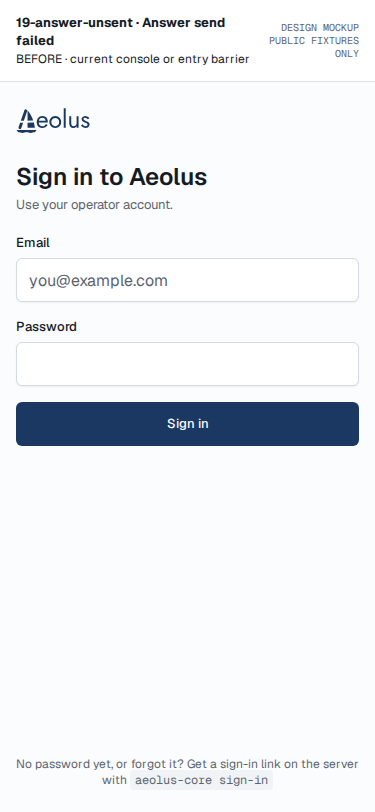 19-answer-unsent · Answer send
failed
BEFORE · current console or entry barrier
DESIGN MOCKUP
PUBLIC FIXTURES
ONLY
Aeolus
Sign in to Aeolus
Use your operator account.
Email
you@example.com
Password
Sign in
No password yet, or forgot it? Get a sign-in link on the server
with aeolus-core sign-in